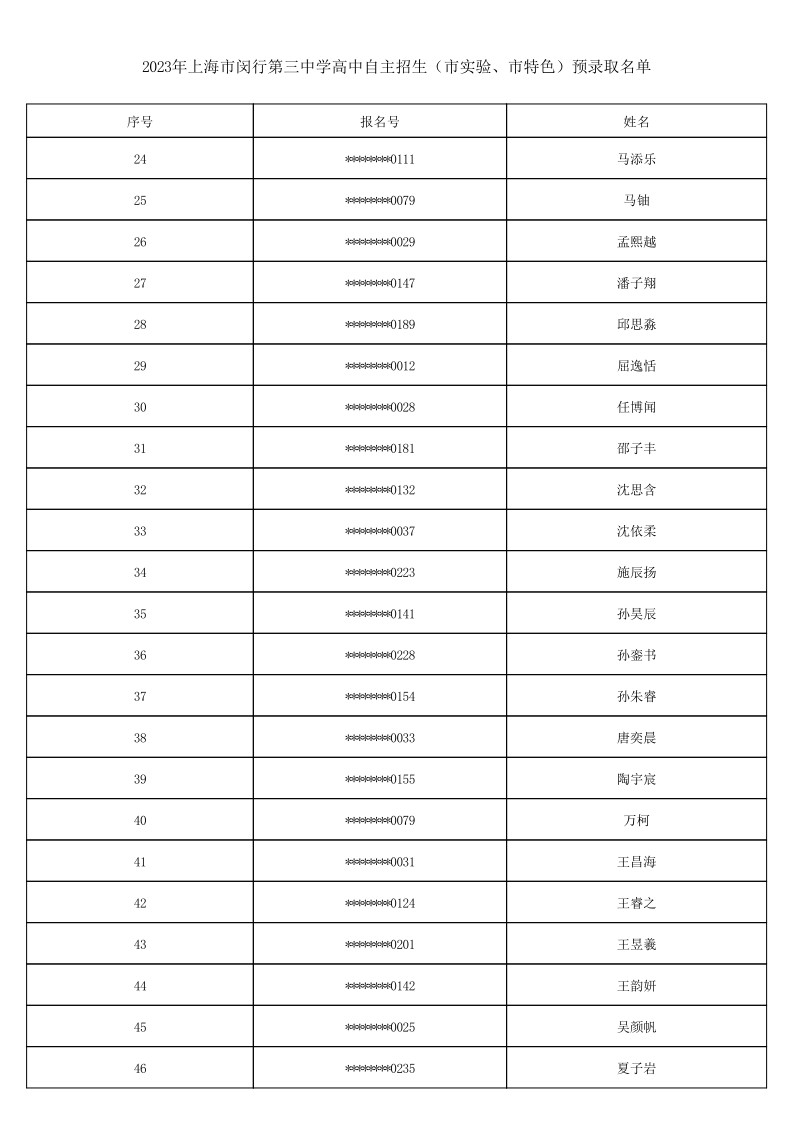 2023年上海市闵行第三中学高中自主招生（市实验、市特色）预录取名单
序号 报名号 姓名
24 ********0111 马添乐
25 ********0079 马铀
26 ********0029 孟熙越
27 ********0147 潘子翔
28 ********0189 邱思淼
29 ********0012 屈逸恬
30 ********0028 任博闻
31 ********0181 邵子丰
32 ********0132 沈思含
33 ********0037 沈依柔
34 ********0223 施辰扬
35 ********0141 孙昊辰
36 ********0228 孙銮书
37 ********0154 孙朱睿
38 ********0033 唐奕晨
39 ********0155 陶宇宸
40 ********0079 万柯
41 ********0031 王昌海
42 ********0124 王睿之
43 ********0201 王昱羲
44 ********0142 王韵妍
45 ********0025 吴颜帆
46 ********0235 夏子岩